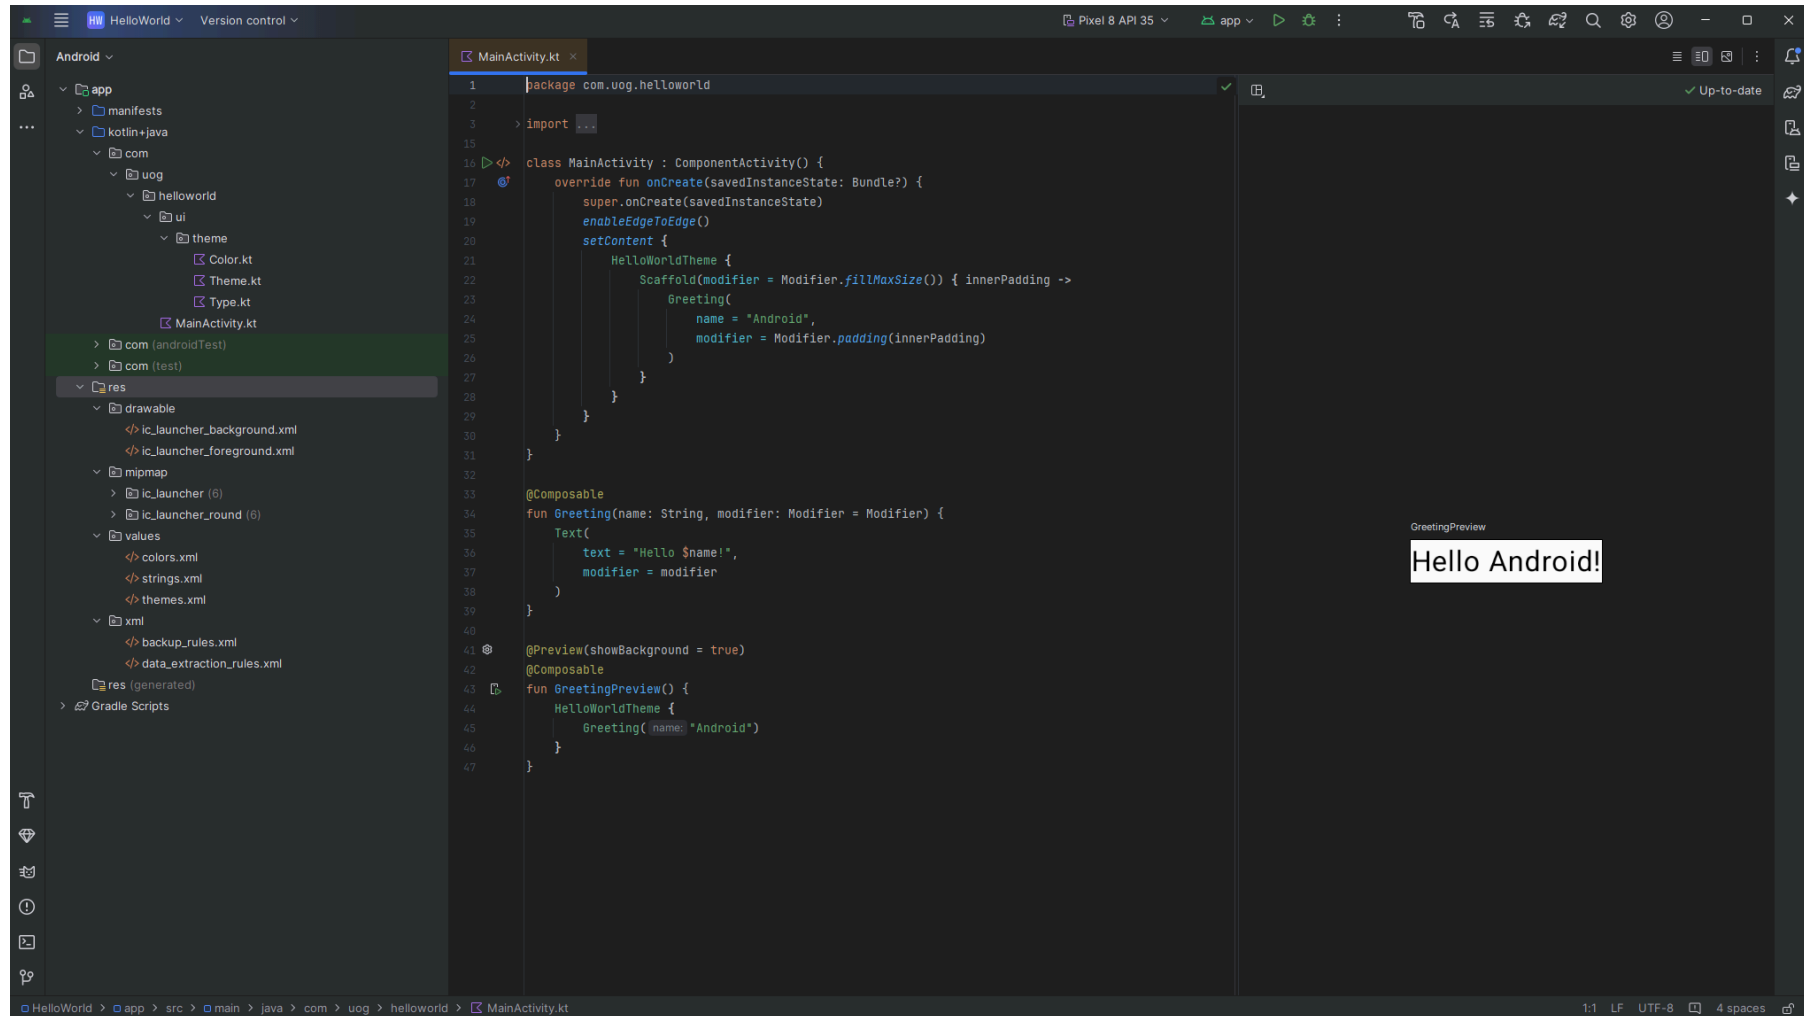 HW HelloWorld Version control Pixel 8 API 35 app
Android
app
manifests
kotlin+java
com
uog
helloworld
ui
theme
Color.kt
Theme.kt
Type.kt
MainActivity.kt
com (androidTest)
com (test)
res
drawable
ic_launcher_background.xml
ic_launcher_foreground.xml
mipmap
ic_launcher (6)
ic_launcher_round (6)
values
colors.xml
strings.xml
themes.xml
xml
backup_rules.xml
data_extraction_rules.xml
res (generated)
Gradle Scripts
MainActivity.kt
1 package com.uog.helloworld
2
3 import ...
15
16 class MainActivity : ComponentActivity() {
17 override fun onCreate(savedInstanceState: Bundle?) {
18 super.onCreate(savedInstanceState)
19 enableEdgeToEdge()
20 setContent {
21 HelloWorldTheme {
22 Scaffold(modifier = Modifier.fillMaxSize()) { innerPadding ->
23 Greeting(
24 name = "Android",
25 modifier = Modifier.padding(innerPadding)
26 )
27 }
28 }
29 }
30 }
31 }
32
33 @Composable
34 fun Greeting(name: String, modifier: Modifier = Modifier) {
35 Text(
36 text = "Hello $name!",
37 modifier = modifier
38 )
39 }
40
41 @Preview(showBackground = true)
42 @Composable
43 fun GreetingPreview() {
44 HelloWorldTheme {
45 Greeting( name: "Android")
46 }
47 }
Up-to-date
GreetingPreview
Hello Android!
HelloWorld > app > src > main > java > com > uog > helloworld > MainActivity.kt
1:1 LF UTF-8 4 spaces